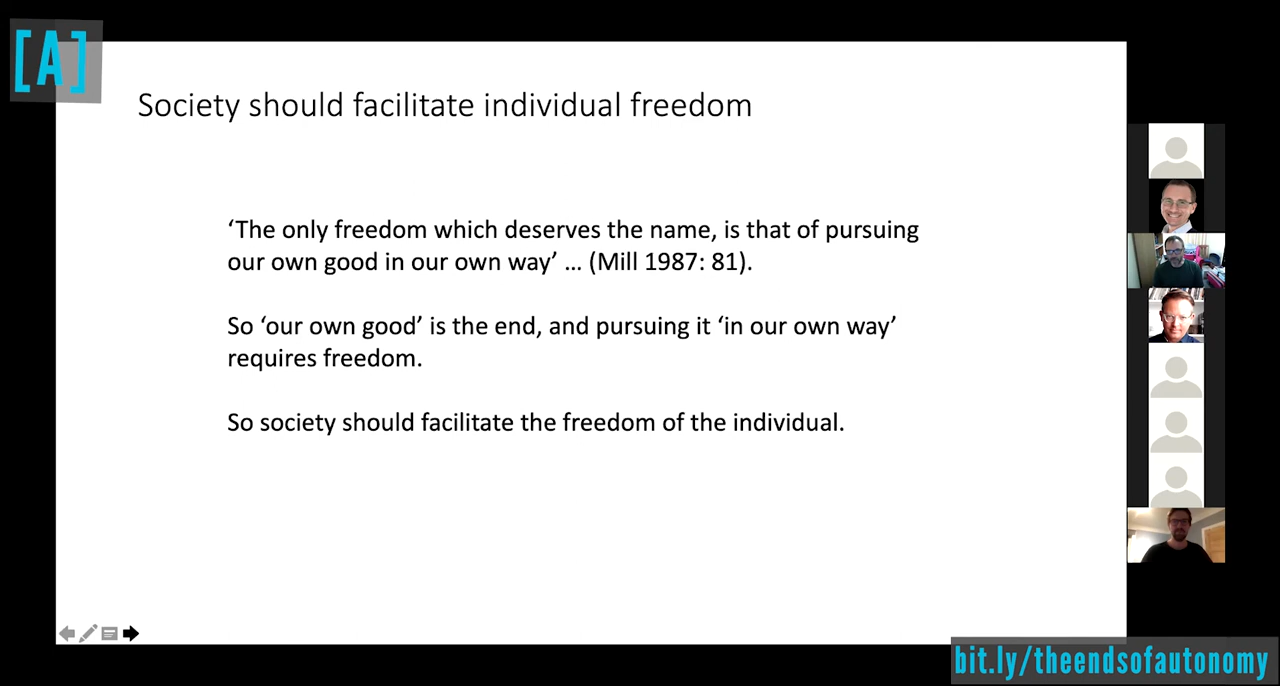 [A]
Society should facilitate individual freedom
‘The only freedom which deserves the name, is that of pursuing
our own good in our own way’ … (Mill 1987: 81).
So ‘our own good’ is the end, and pursuing it ‘in our own way’
requires freedom.
So society should facilitate the freedom of the individual.
bit.ly/theendsofautonomy